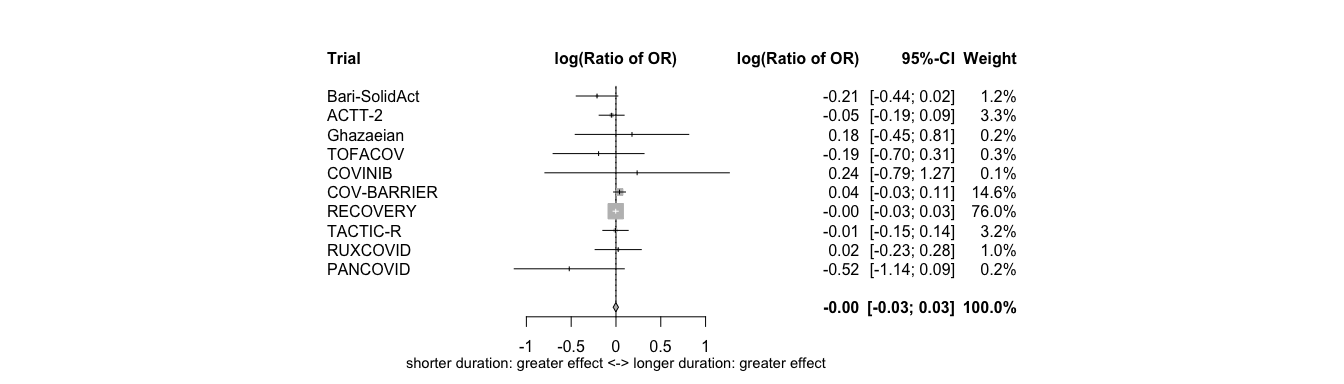 Trial log(Ratio of OR) log(Ratio of OR) 95%-CI Weight
Bari-SolidAct -0.21 [-0.44; 0.02] 1.2%
ACTT-2 -0.05 [-0.19; 0.09] 3.3%
Ghazaeian 0.18 [-0.45; 0.81] 0.2%
TOFACOV -0.19 [-0.70; 0.31] 0.3%
COVINIB 0.24 [-0.79; 1.27] 0.1%
COV-BARRIER 0.04 [-0.03; 0.11] 14.6%
RECOVERY -0.00 [-0.03; 0.03] 76.0%
TACTIC-R -0.01 [-0.15; 0.14] 3.2%
RUXCOVID 0.02 [-0.23; 0.28] 1.0%
PANCOVID -0.52 [-1.14; 0.09] 0.2%
-0.00 [-0.03; 0.03] 100.0%
-1 -0.5 0 0.5 1
shorter duration: greater effect <-> longer duration: greater effect